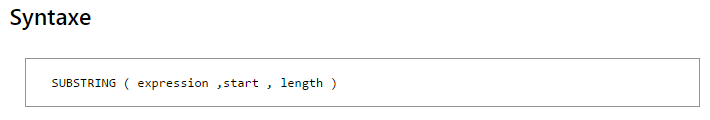 Syntaxe
SUBSTRING ( expression ,start , length )